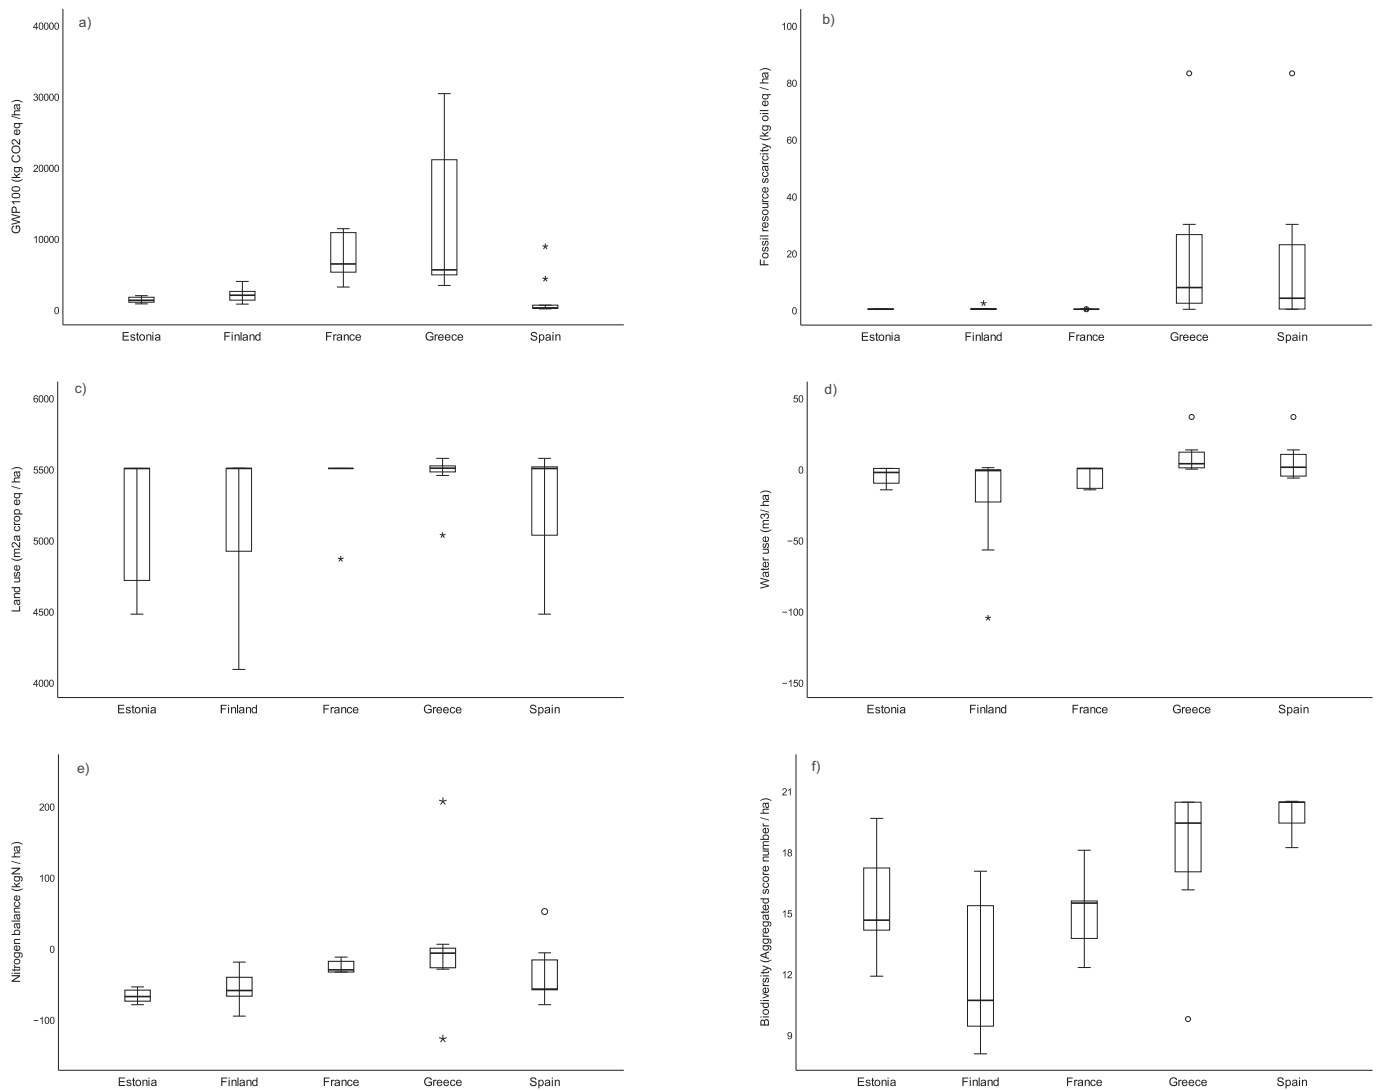 a)
GWP100 (kg CO2 eq /ha)
40000
30000
20000
10000
0
Estonia Finland France Greece Spain
b)
Fossil resource scarcity (kg oil eq / ha)
100
80
60
40
20
0
Estonia Finland France Greece Spain
c)
Land use (m2a crop eq / ha)
6000
5500
5000
4500
4000
Estonia Finland France Greece Spain
d)
Water use (m3/ ha)
50
0
−50
−100
−150
Estonia Finland France Greece Spain
e)
Nitrogen balance (kgN / ha)
200
100
0
−100
Estonia Finland France Greece Spain
f)
Biodiversity (Aggregated score number / ha)
21
18
15
12
9
Estonia Finland France Greece Spain